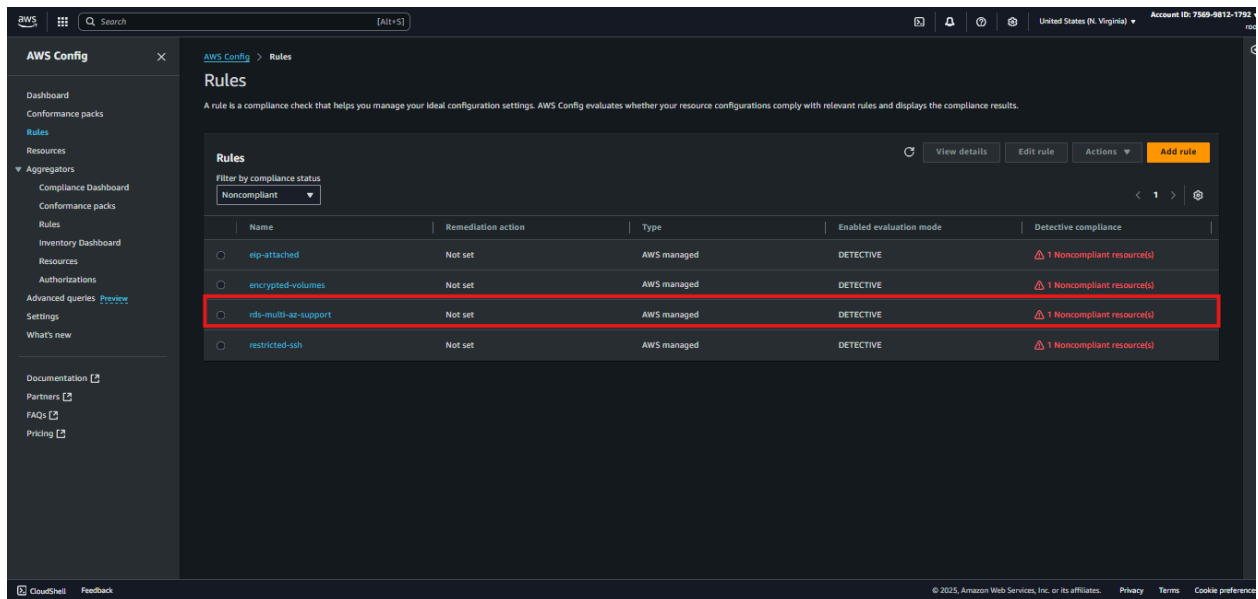 aws
Search
[Alt+S]
United States (N. Virginia)
Account ID: 7569-9812-1792
AWS Config
Dashboard
Conformance packs
Rules
Resources
Aggregators
Compliance Dashboard
Conformance packs
Rules
Inventory Dashboard
Resources
Authorizations
Advanced queries Preview
Settings
What's new
Documentation
Partners
FAQs
Pricing
AWS Config > Rules
Rules
A rule is a compliance check that helps you manage your ideal configuration settings. AWS Config evaluates whether your resource configurations comply with relevant rules and displays the compliance results.
Rules
View details Edit rule Actions Add rule
Filter by compliance status
Noncompliant
< 1 >
Name Remediation action Type Enabled evaluation mode Detective compliance
eip-attached Not set AWS managed DETECTIVE 1 Noncompliant resource(s)
encrypted-volumes Not set AWS managed DETECTIVE 1 Noncompliant resource(s)
rds-multi-az-support Not set AWS managed DETECTIVE 1 Noncompliant resource(s)
restricted-ssh Not set AWS managed DETECTIVE 1 Noncompliant resource(s)
CloudShell Feedback
© 2025, Amazon Web Services, Inc. or its affiliates. Privacy Terms Cookie preference